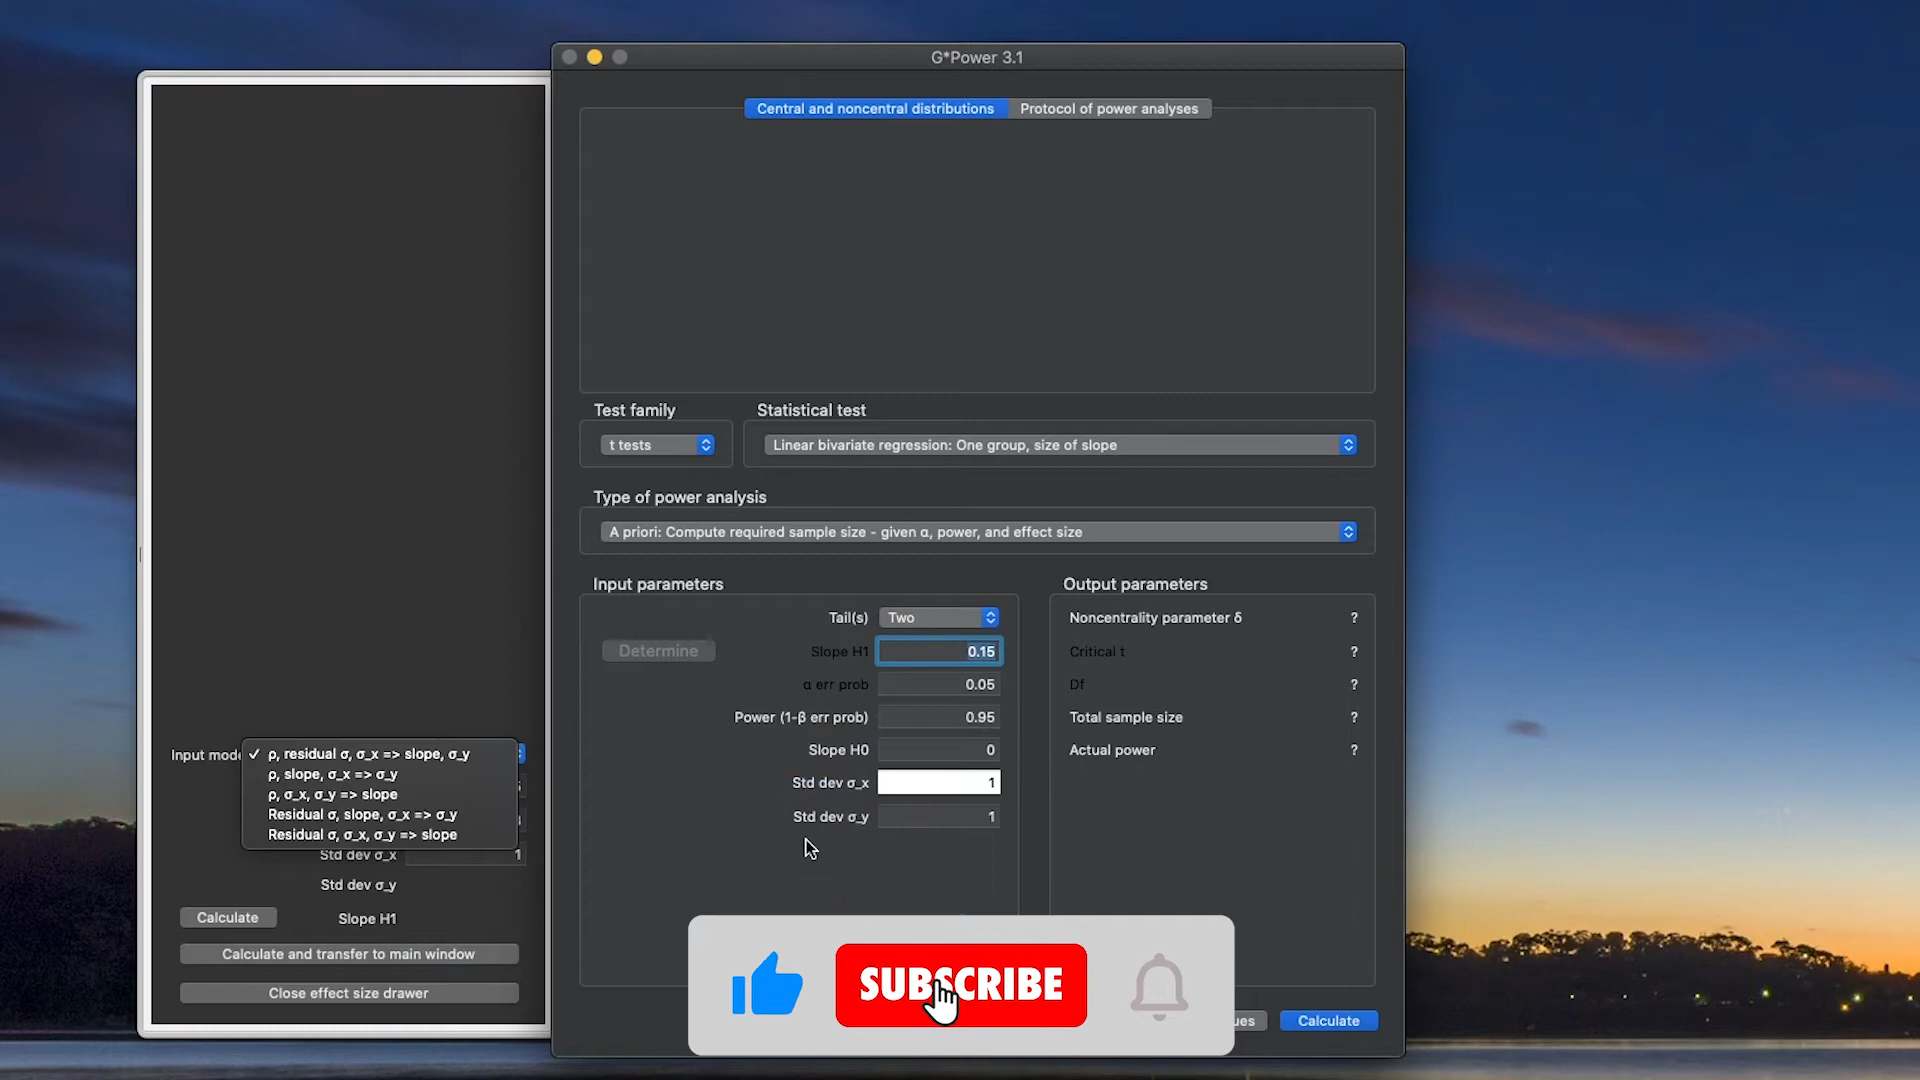 G*Power 3.1
Central and noncentral distributions
Protocol of power analyses
Test family
Statistical test
t tests
Linear bivariate regression: One group, size of slope
Type of power analysis
A priori: Compute required sample size - given α, power, and effect size
Input parameters
Output parameters
Tail(s)
Two
Noncentrality parameter δ
?
Determine
Slope H1
0.15
Critical t
?
α err prob
0.05
Df
?
Power (1-β err prob)
0.95
Total sample size
?
Slope H0
0
Actual power
?
Std dev σ_x
1
Std dev σ_y
1
Input mode
✓ ρ, residual σ, σ_x => slope, σ_y
ρ, slope, σ_x => σ_y
ρ, σ_x, σ_y => slope
Residual σ, slope, σ_x => σ_y
Residual σ, σ_x, σ_y => slope
Std dev σ_x
1
Std dev σ_y
Calculate
Slope H1
Calculate and transfer to main window
Close effect size drawer
SUBSCRIBE
ues
Calculate